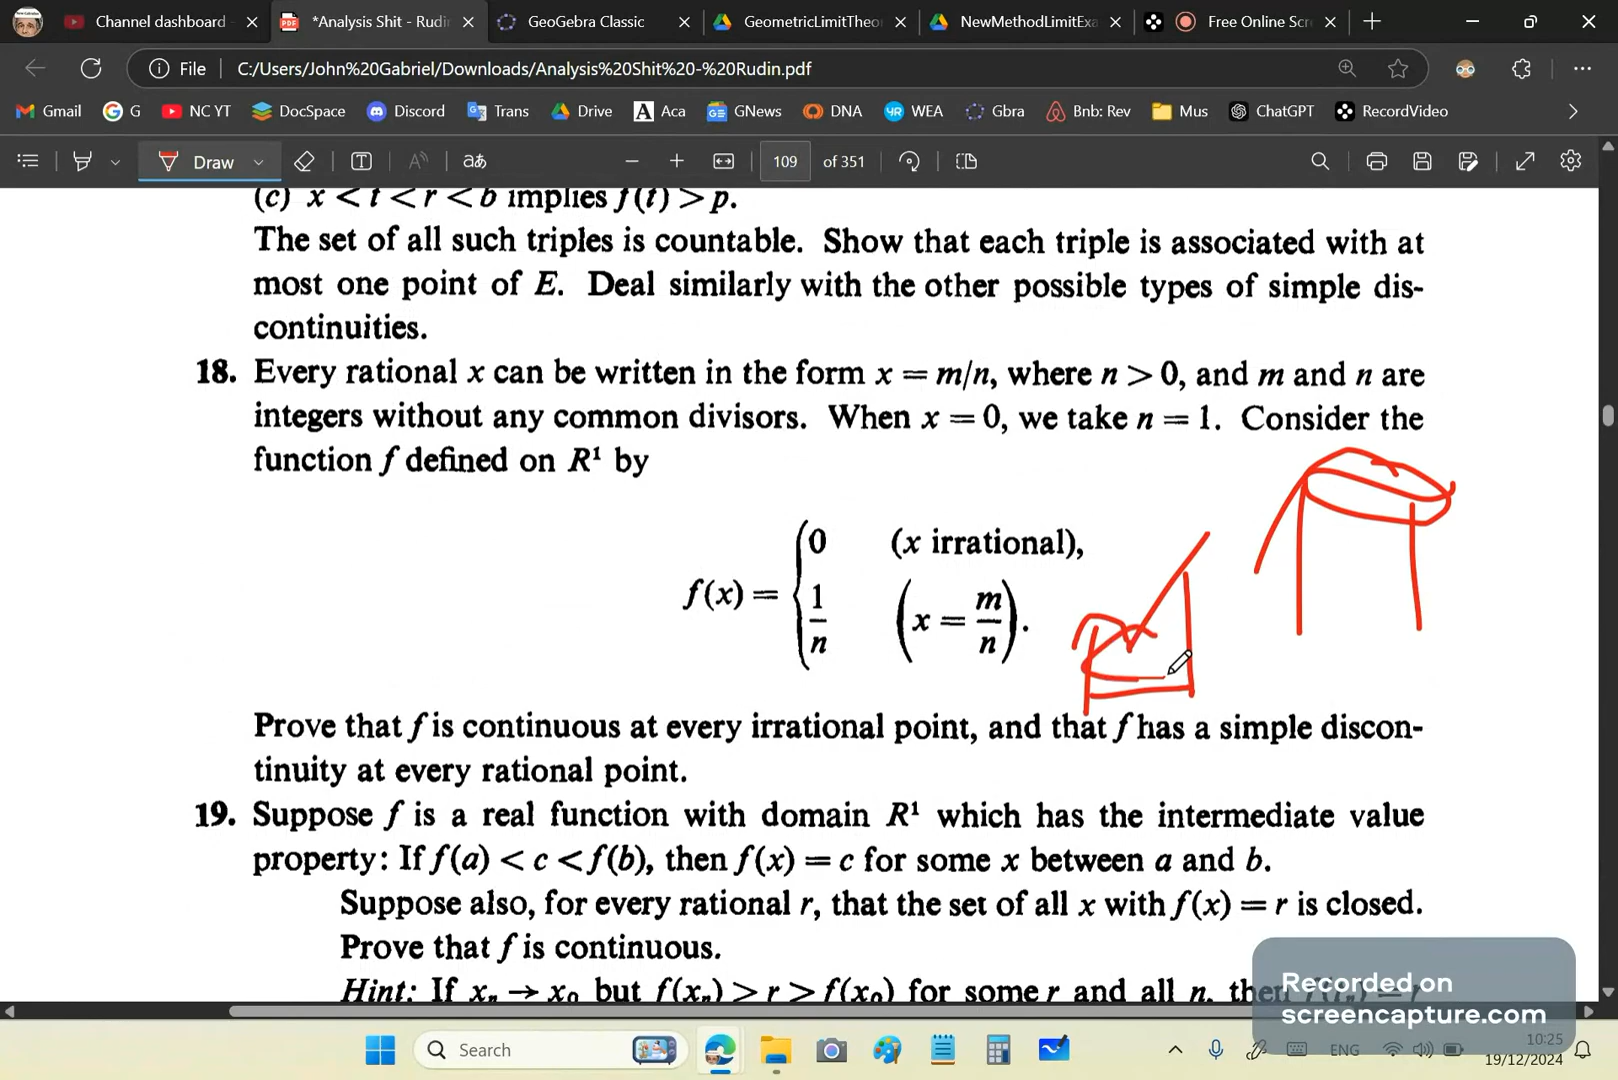 Channel dashboard
*Analysis Shit - Rudin
GeoGebra Classic
GeometricLimitTheo
NewMethodLimitExa
Free Online Scr
File
C:/Users/John%20Gabriel/Downloads/Analysis%20Shit%20-%20Rudin.pdf
Gmail
G
NC YT
DocSpace
Discord
Trans
Drive
Aca
GNews
DNA
WEA
Gbra
Bnb: Rev
Mus
ChatGPT
RecordVideo
Draw
109 of 351
(c) x < t < r < b implies f(t) > p.
The set of all such triples is countable. Show that each triple is associated with at
most one point of E. Deal similarly with the other possible types of simple dis-
continuities.
18. Every rational x can be written in the form x = m/n, where n > 0, and m and n are
integers without any common divisors. When x = 0, we take n = 1. Consider the
function f defined on R¹ by
f(x) = { 0 (x irrational),
1/n (x = m/n).
Prove that f is continuous at every irrational point, and that f has a simple discon-
tinuity at every rational point.
19. Suppose f is a real function with domain R¹ which has the intermediate value
property: If f(a) < c < f(b), then f(x) = c for some x between a and b.
Suppose also, for every rational r, that the set of all x with f(x) = r is closed.
Prove that f is continuous.
Hint: If xₙ → x₀ but f(xₙ) > r > f(x₀) for some r and all n, then
Recorded on
screencapture.com
Search
ENG
10:25
19/12/2024